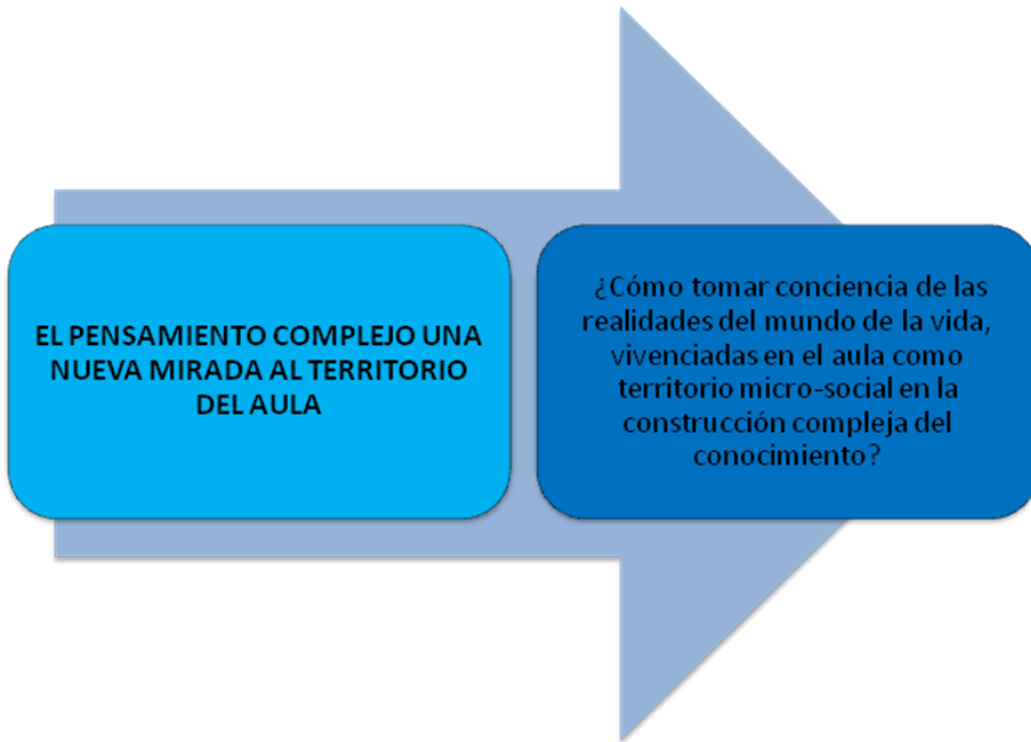 EL PENSAMIENTO COMPLEJO UNA
NUEVA MIRADA AL TERRITORIO
DEL AULA
¿Cómo tomar conciencia de las
realidades del mundo de la vida,
vivenciadas en el aula como
territorio micro-social en la
construcción compleja del
conocimiento?